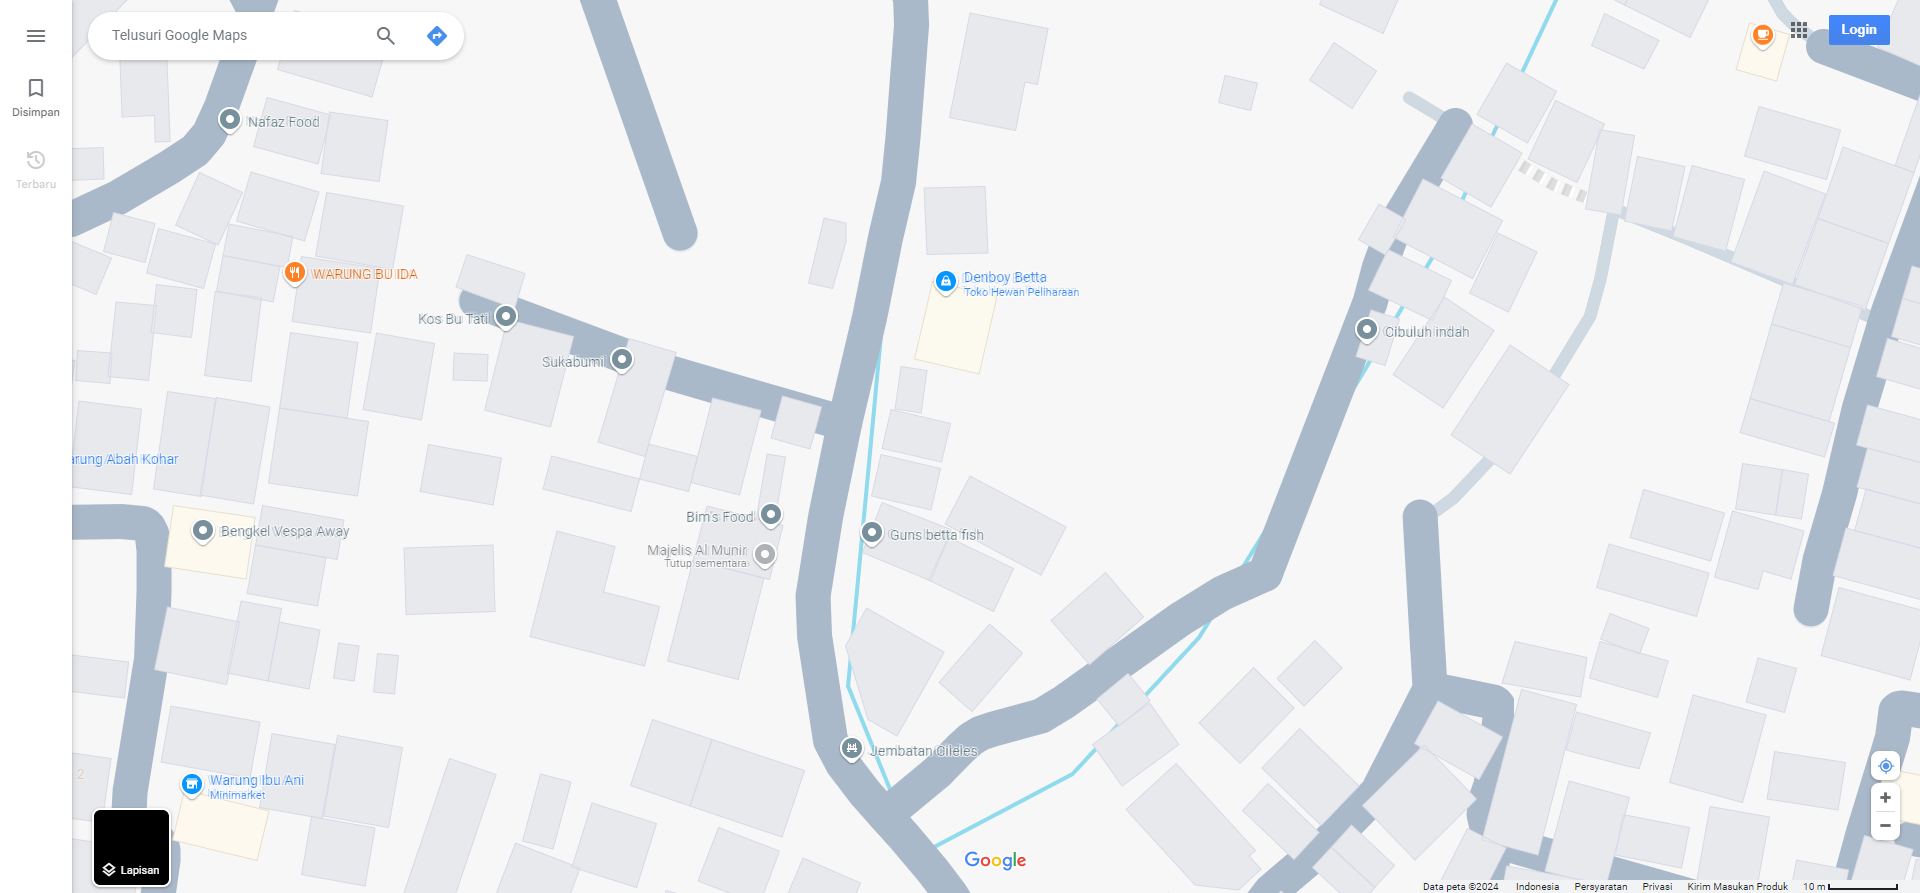 Telusuri Google Maps
Login
Disimpan
Terbaru
Nafaz Food
WARUNG BU IDA
Denboy Betta
Toko Hewan Peliharaan
Kos Bu Tati
Cibuluh indah
Sukabumi
arung Abah Kohar
Bim's Food
Bengkel Vespa Away
Guns betta fish
Majelis Al Munir
Tutup sementara
Jembatan Cileles
2
Warung Ibu Ani
Minimarket
Lapisan
Google
Data peta ©2024 Indonesia Persyaratan Privasi Kirim Masukan Produk 10 m